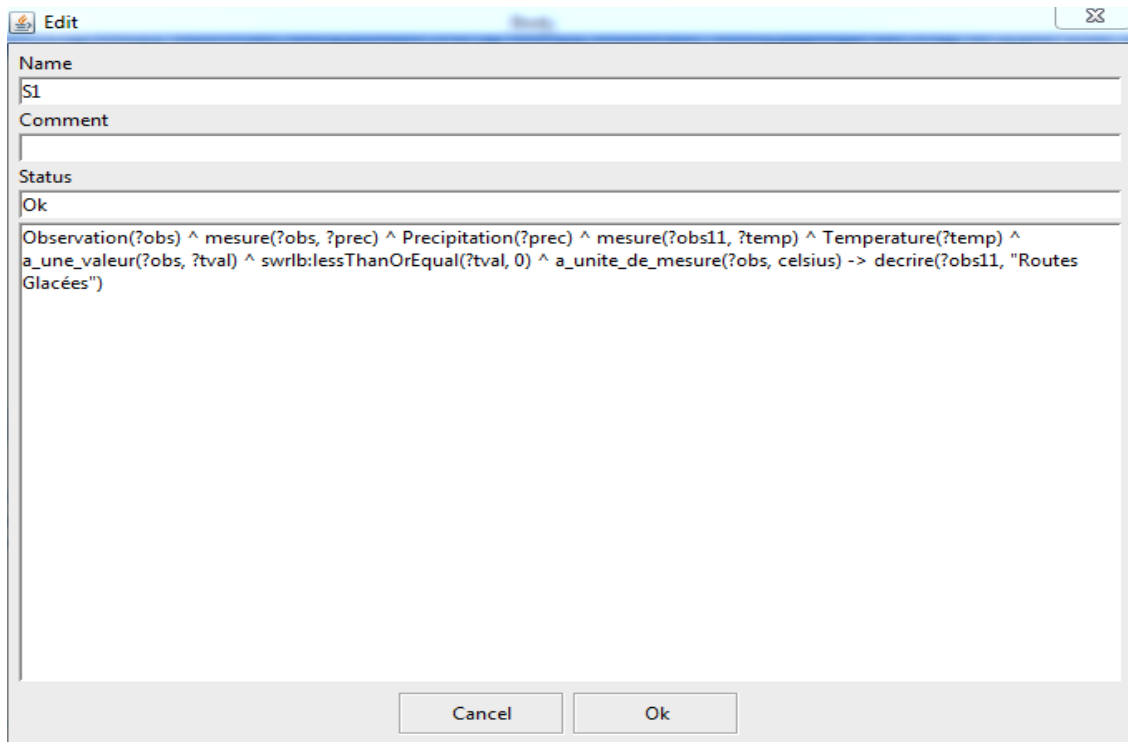 Edit
Name
S1
Comment
Status
Ok
Observation(?obs) ^ mesure(?obs, ?prec) ^ Precipitation(?prec) ^ mesure(?obs11, ?temp) ^ Temperature(?temp) ^
a_une_valeur(?obs, ?tval) ^ swrlb:lessThanOrEqual(?tval, 0) ^ a_unite_de_mesure(?obs, celsius) -> decrire(?obs11, "Routes
Glacées")
Cancel Ok